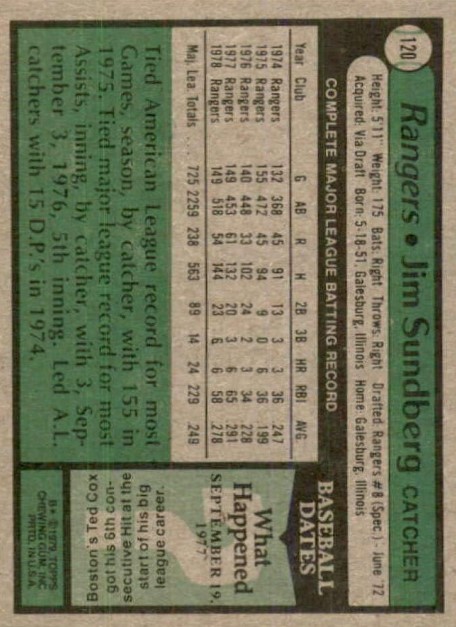 120
Rangers • Jim Sundberg CATCHER
Height: 5'11" Weight: 175 Bats: Right Throws: Right Drafted: Rangers #8 (Spec.) - June '72
Acquired: Via Draft Born: 5-18-51, Galesburg, Illinois Home: Galesburg, Illinois
COMPLETE MAJOR LEAGUE BATTING RECORD
Year Club G AB R H 2B 3B HR RBI AVG
1974 Rangers 132 368 45 91 13 3 3 36 .247
1975 Rangers 155 472 45 94 9 0 6 36 .199
1976 Rangers 140 448 33 102 24 2 3 34 .228
1977 Rangers 149 453 61 132 20 3 6 65 .291
1978 Rangers 149 518 54 144 23 6 6 58 .278
Maj. Lea. Totals 725 2259 238 563 89 14 24 229 .249
Tied American League record for most
Games, season, by catcher, with 155 in
1975. Tied major league record for most
Assists, inning, by catcher, with 3, Sep-
tember 3, 1976, 5th inning. Led A.L.
catchers with 15 D.P.'s in 1974.
BASEBALL
DATES
What
Happened
SEPTEMBER 19,
1977
Boston's Ted Cox
got his 6th con-
secutive Hit at the
start of his big
league career.
B* © 1979 TOPPS
CHEWING GUM, INC.
PRTD. IN U.S.A.